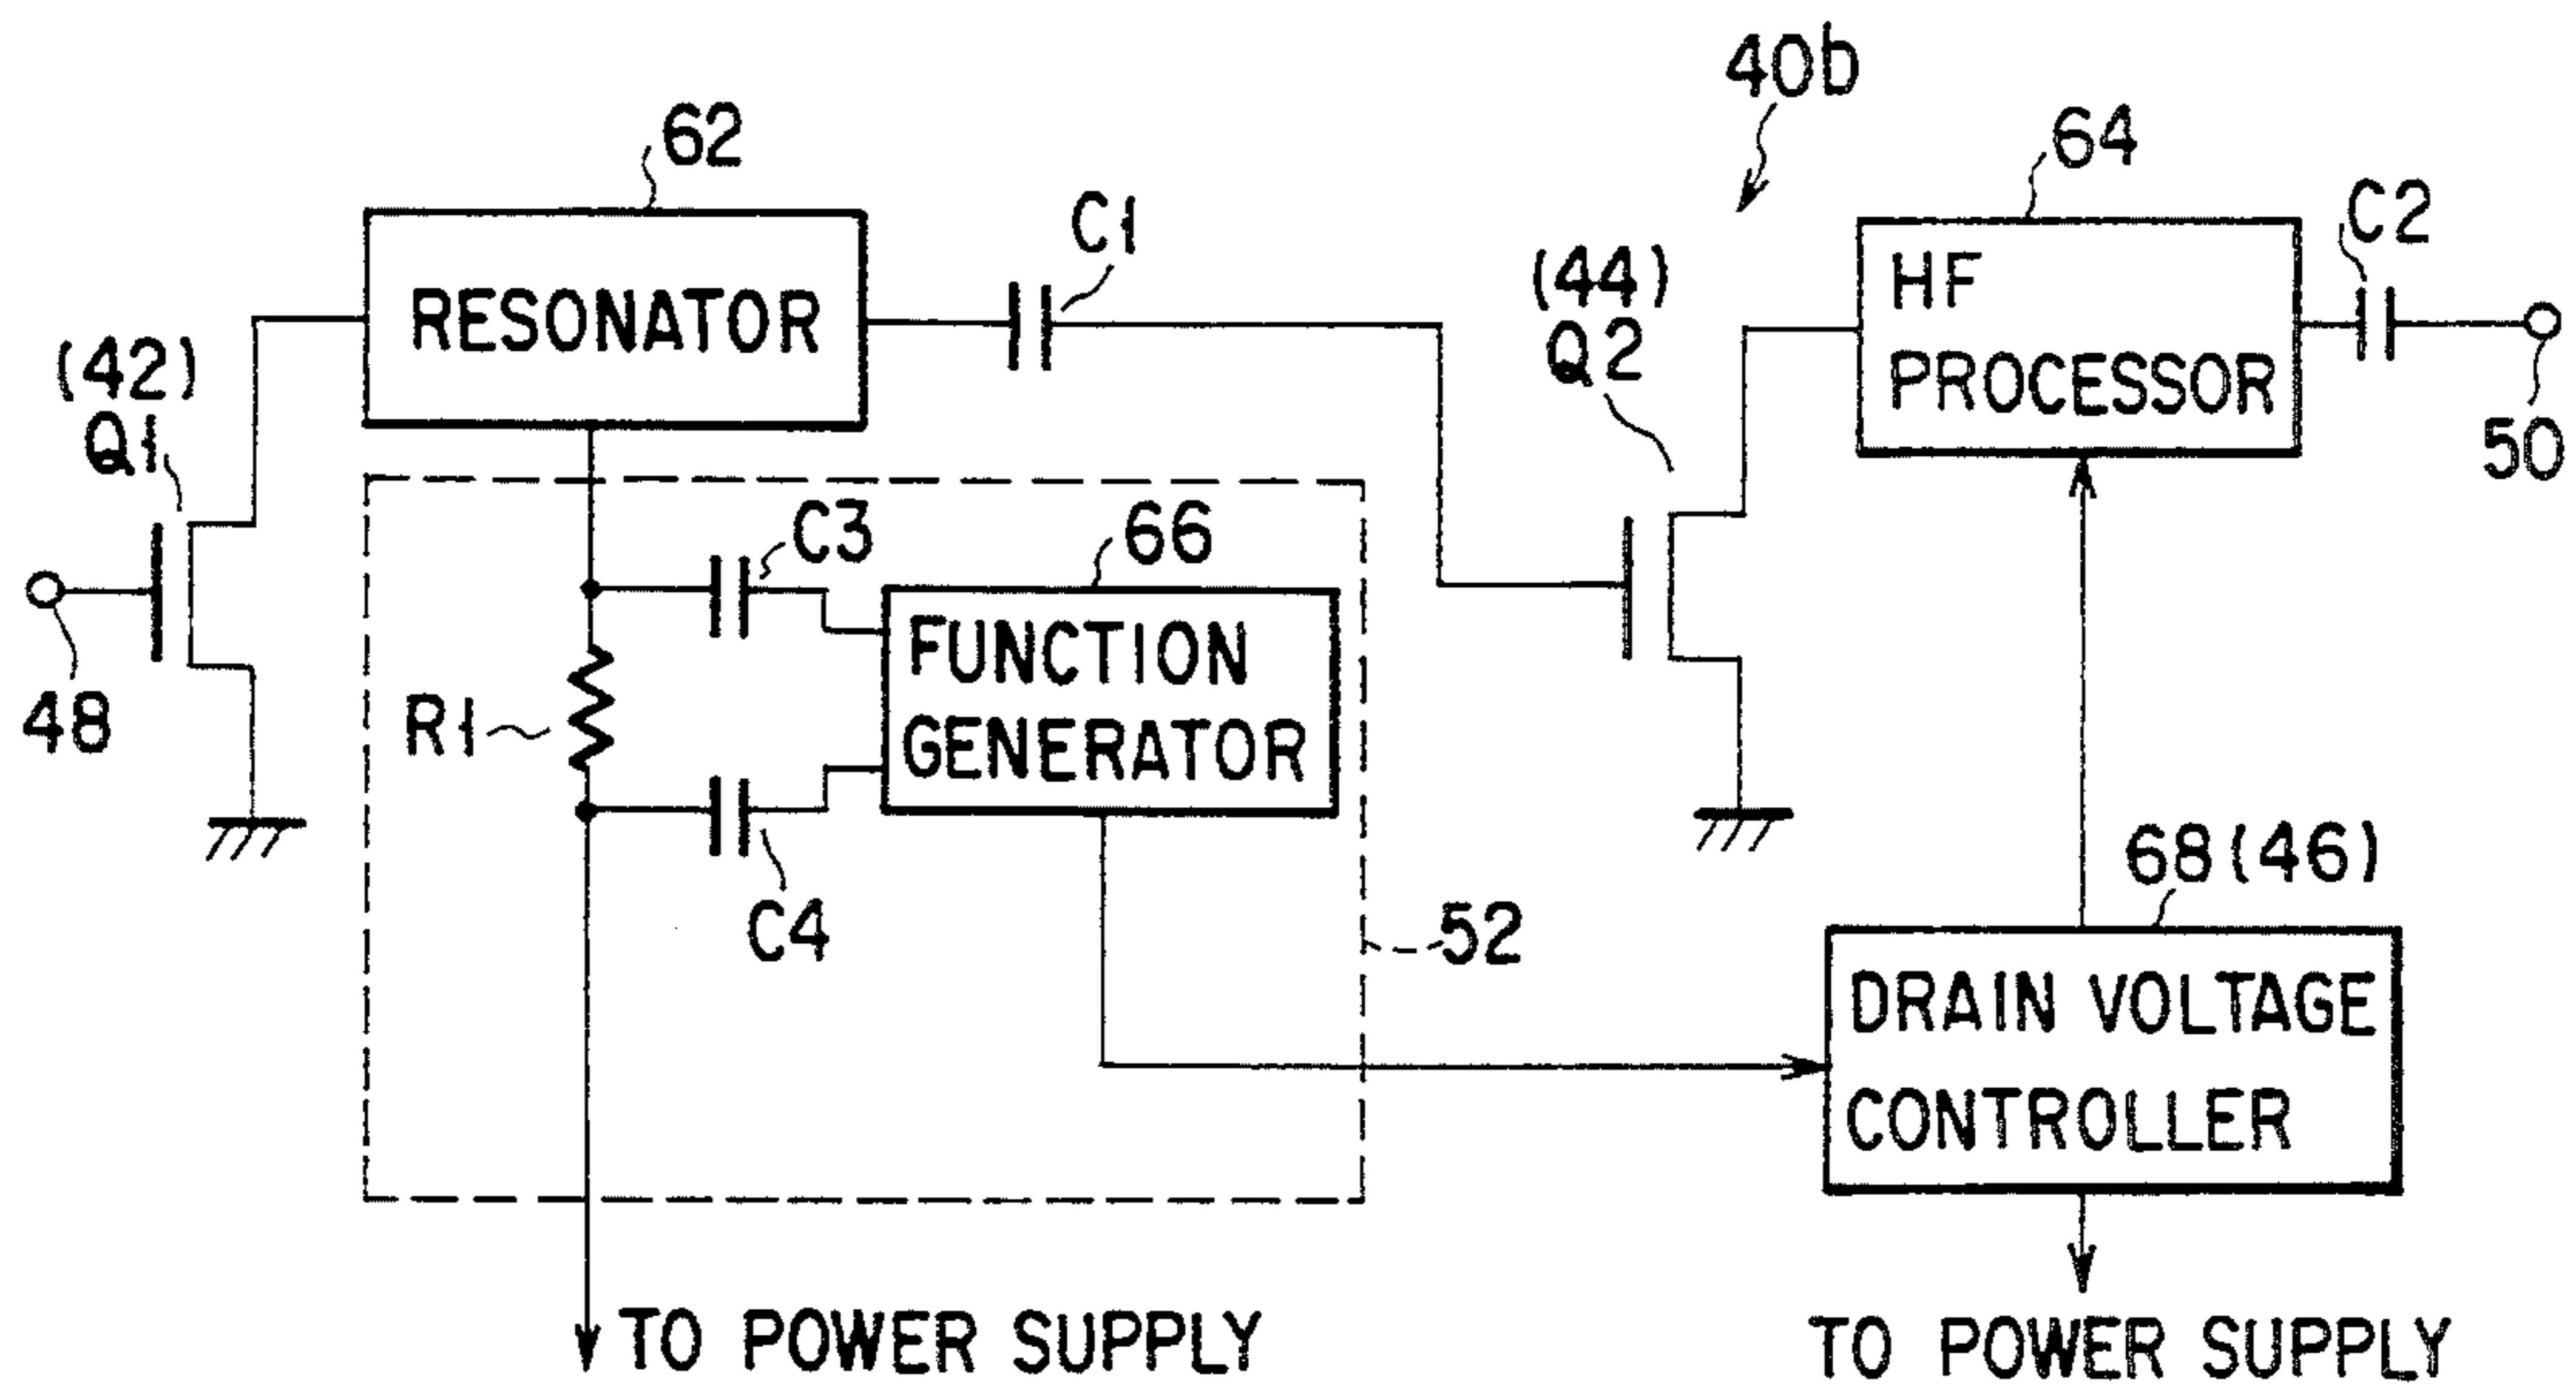 40b
62
64
C1
C2
RESONATOR
(44)
Q2
HF
PROCESSOR
(42)
Q1
50
C3
66
FUNCTION
GENERATOR
R1
48
C4
52
68(46)
DRAIN VOLTAGE
CONTROLLER
TO POWER SUPPLY
TO POWER SUPPLY